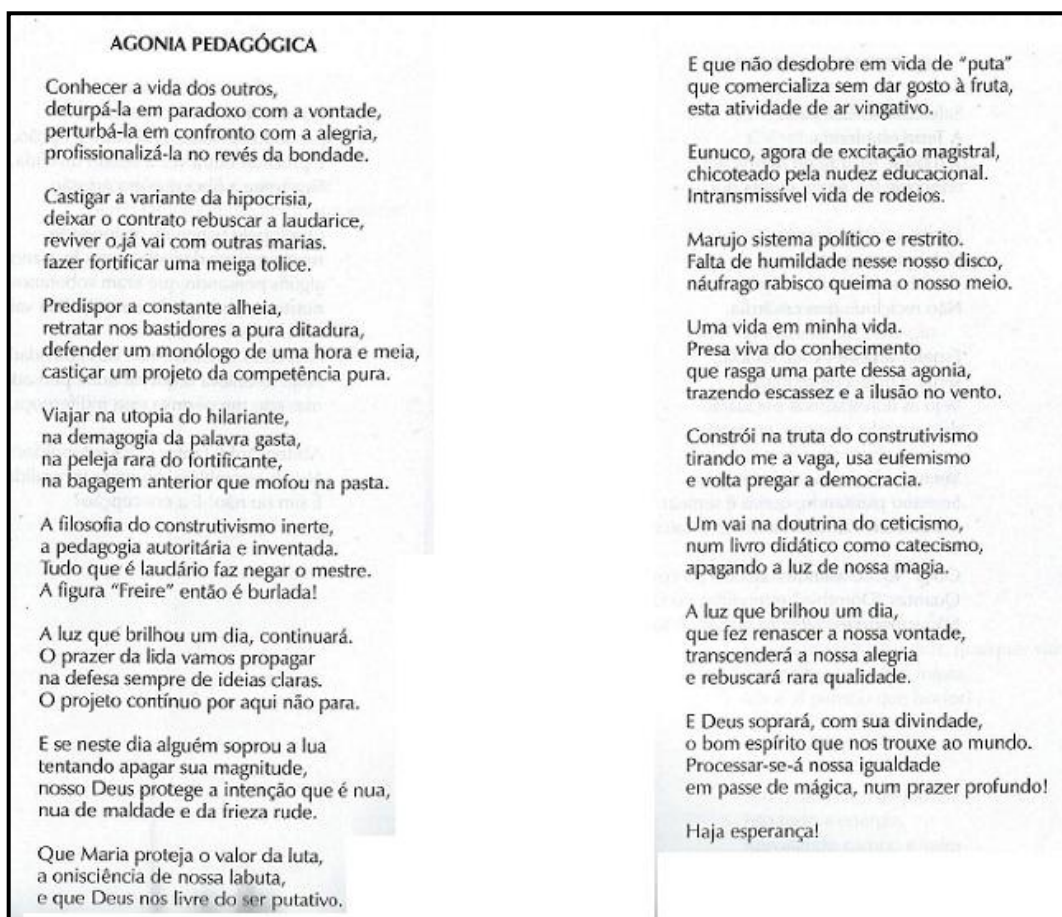 AGONIA PEDAGÓGICA
Conhecer a vida dos outros,
deturpá-la em paradoxo com a vontade,
perturbá-la em confronto com a alegria,
profissionalizá-la no revés da bondade.
Castigar a variante da hipocrisia,
deixar o contrato rebuscar a laudarice,
reviver o já vai com outras marias.
fazer fortificar uma meiga tolice.
Predispor a constante alheia,
retratar nos bastidores a pura ditadura,
defender um monólogo de uma hora e meia,
castiçar um projeto da competência pura.
Viajar na utopia do hilariante,
na demagogia da palavra gasta,
na peleja rara do fortificante,
na bagagem anterior que mofou na pasta.
A filosofia do construtivismo inerte,
a pedagogia autoritária e inventada.
Tudo que é laudário faz negar o mestre.
A figura "Freire" então é burlada!
A luz que brilhou um dia, continuará.
O prazer da lida vamos propagar
na defesa sempre de ideias claras.
O projeto contínuo por aqui não para.
E se neste dia alguém soprou a lua
tentando apagar sua magnitude,
nosso Deus protege a intenção que é nua,
nua de maldade e da frieza rude.
Que Maria proteja o valor da luta,
a onisciência de nossa labuta,
e que Deus nos livre do ser putativo.
E que não desdobre em vida de "puta"
que comercializa sem dar gosto à fruta,
esta atividade de ar vingativo.
Eunuco, agora de excitação magistral,
chicoteado pela nudez educacional.
Intransmissível vida de rodeios.
Marujo sistema político e restrito.
Falta de humildade nesse nosso disco,
náufrago rabisco queima o nosso meio.
Uma vida em minha vida.
Presa viva do conhecimento
que rasga uma parte dessa agonia,
trazendo escassez e a ilusão no vento.
Constrói na truta do construtivismo
tirando me a vaga, usa eufemismo
e volta pregar a democracia.
Um vai na doutrina do ceticismo,
num livro didático como catecismo,
apagando a luz de nossa magia.
A luz que brilhou um dia,
que fez renascer a nossa vontade,
transcenderá a nossa alegria
e rebuscará rara qualidade.
E Deus soprará, com sua divindade,
o bom espírito que nos trouxe ao mundo.
Processar-se-á nossa igualdade
em passe de mágica, num prazer profundo!
Haja esperança!